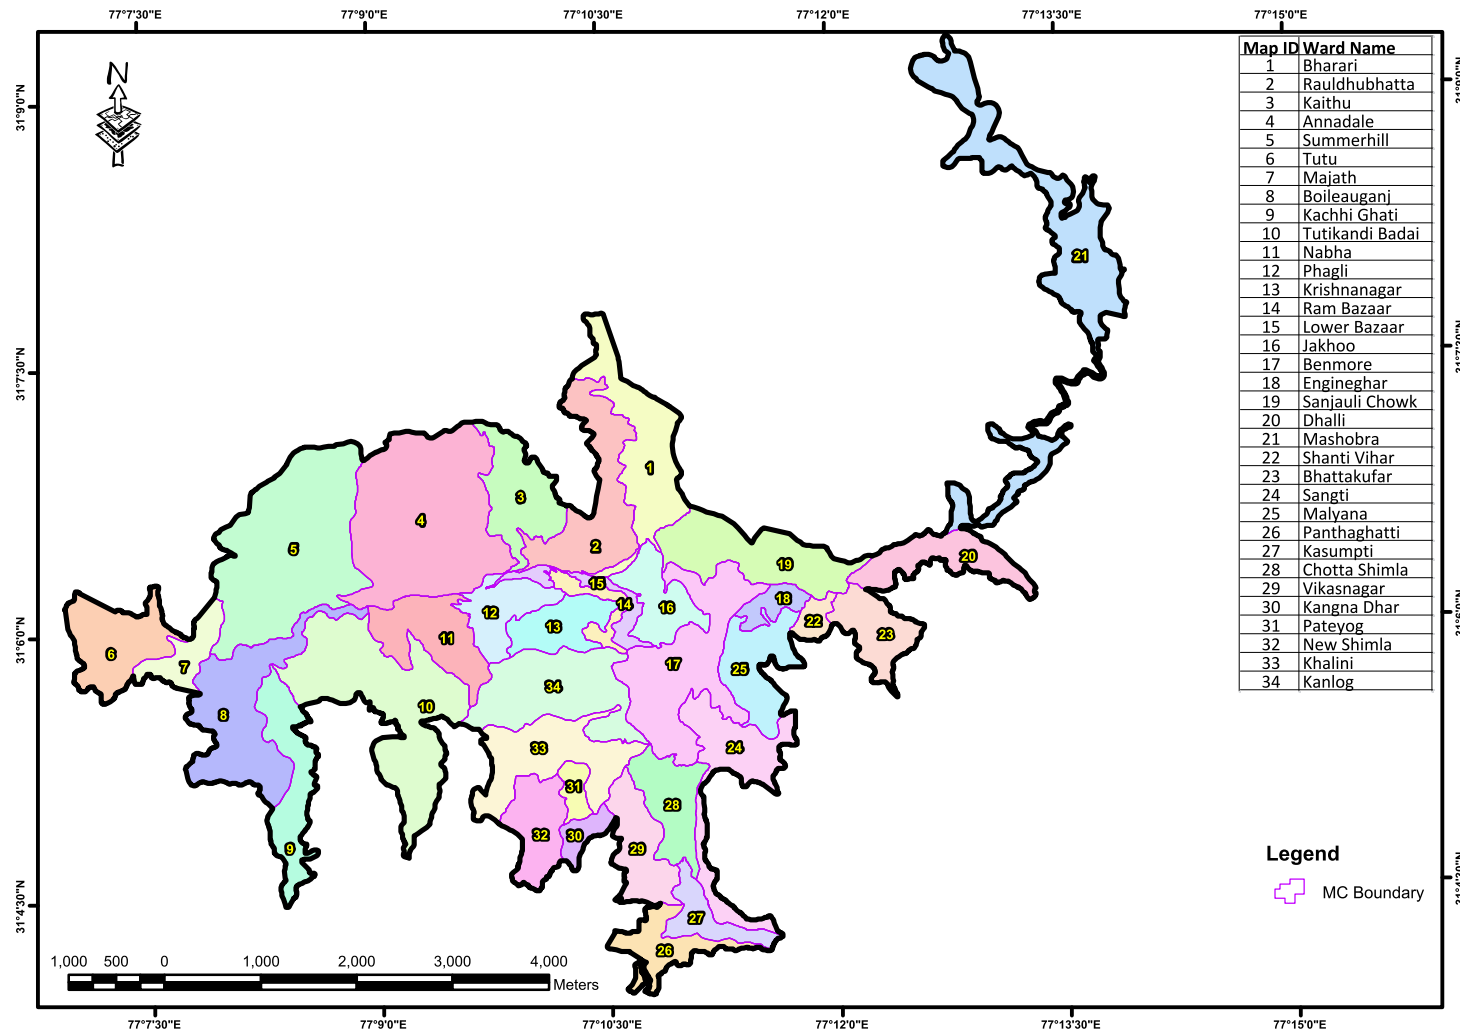 77°7'30"E 77°9'0"E 77°10'30"E 77°12'0"E 77°13'30"E 77°15'0"E
N
Map ID Ward Name
1 Bharari
2 Rauldhubhatta
3 Kaithu
4 Annadale
5 Summerhill
6 Tutu
7 Majath
8 Boileauganj
9 Kachhi Ghati
10 Tutikandi Badai
11 Nabha
12 Phagli
13 Krishnanagar
14 Ram Bazaar
15 Lower Bazaar
16 Jakhoo
17 Benmore
18 Engineghar
19 Sanjauli Chowk
20 Dhalli
21 Mashobra
22 Shanti Vihar
23 Bhattakufar
24 Sangti
25 Malyana
26 Panthaghatti
27 Kasumpti
28 Chotta Shimla
29 Vikasnagar
30 Kangna Dhar
31 Pateyog
32 New Shimla
33 Khalini
34 Kanlog
31°9'0"N
31°7'30"N
31°6'0"N
31°4'30"N
21
1
3
4
2
5
19
20
15
18
14
16
12
22
13
23
11
6
17
7
25
34
10
8
24
33
31
28
32
30
29
9
27
26
Legend
MC Boundary
1,000 500 0 1,000 2,000 3,000 4,000
Meters
77°7'30"E 77°9'0"E 77°10'30"E 77°12'0"E 77°13'30"E 77°15'0"E